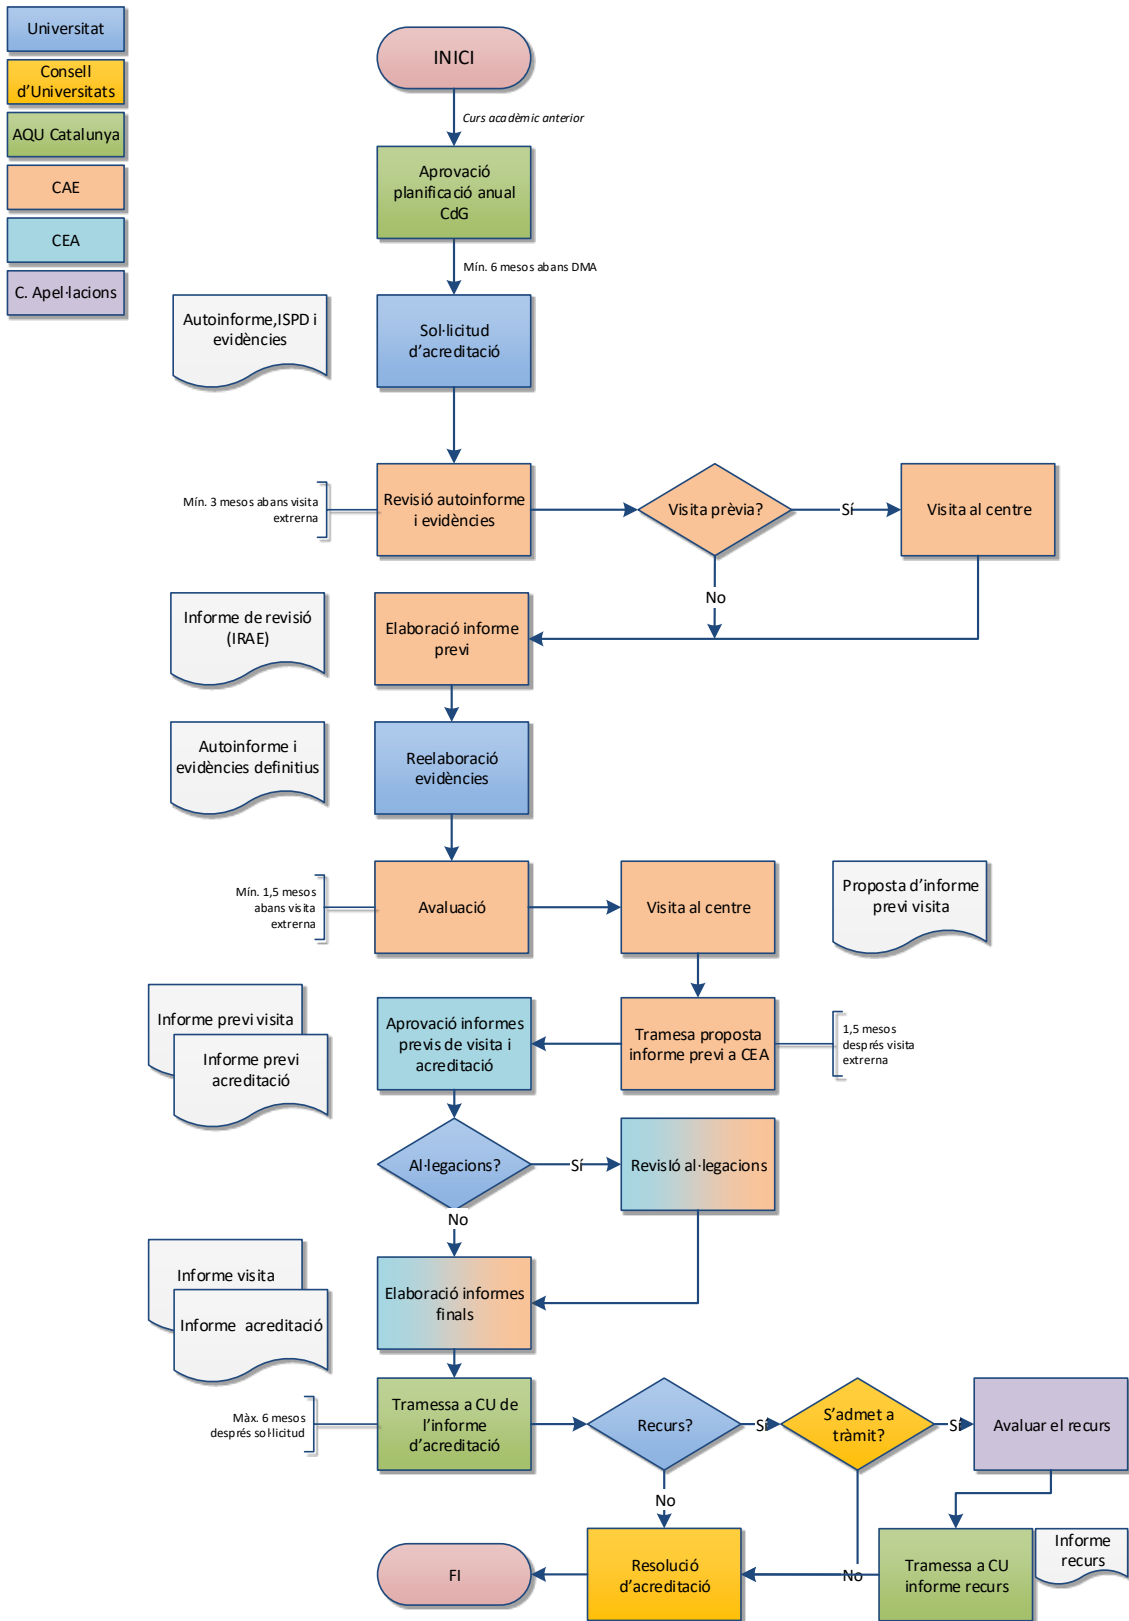 Universitat
Consell
d'Universitats
AQU Catalunya
CAE
CEA
C. Apel·lacions
INICI
Curs acadèmic anterior
Aprovació
planificació anual
CdG
Mín. 6 mesos abans DMA
Autoinforme,ISPD i
evidències
Sol·licitud
d'acreditació
Mín. 3 mesos abans visita
extrerna
Revisió autoinforme
i evidències
Visita prèvia?
Sí
Visita al centre
No
Informe de revisió
(IRAE)
Elaboració informe
previ
Autoinforme i
evidències definitius
Reelaboració
evidències
Mín. 1,5 mesos
abans visita
extrerna
Avaluació
Visita al centre
Proposta d'informe
previ visita
Informe previ visita
Informe previ
acreditació
Aprovació informes
previs de visita i
acreditació
Tramesa proposta
informe previ a CEA
1,5 mesos
després visita
extrerna
Al·legacions?
Sí
Revisió al·legacions
No
Informe visita
Informe acreditació
Elaboració informes
finals
Màx. 6 mesos
després sol·licitud
Tramessa a CU de
l'informe
d'acreditació
Recurs?
Sí
S'admet a
tràmit?
Sí
Avaluar el recurs
No
FI
Resolució
d'acreditació
No
Tramessa a CU
informe recurs
Informe
recurs